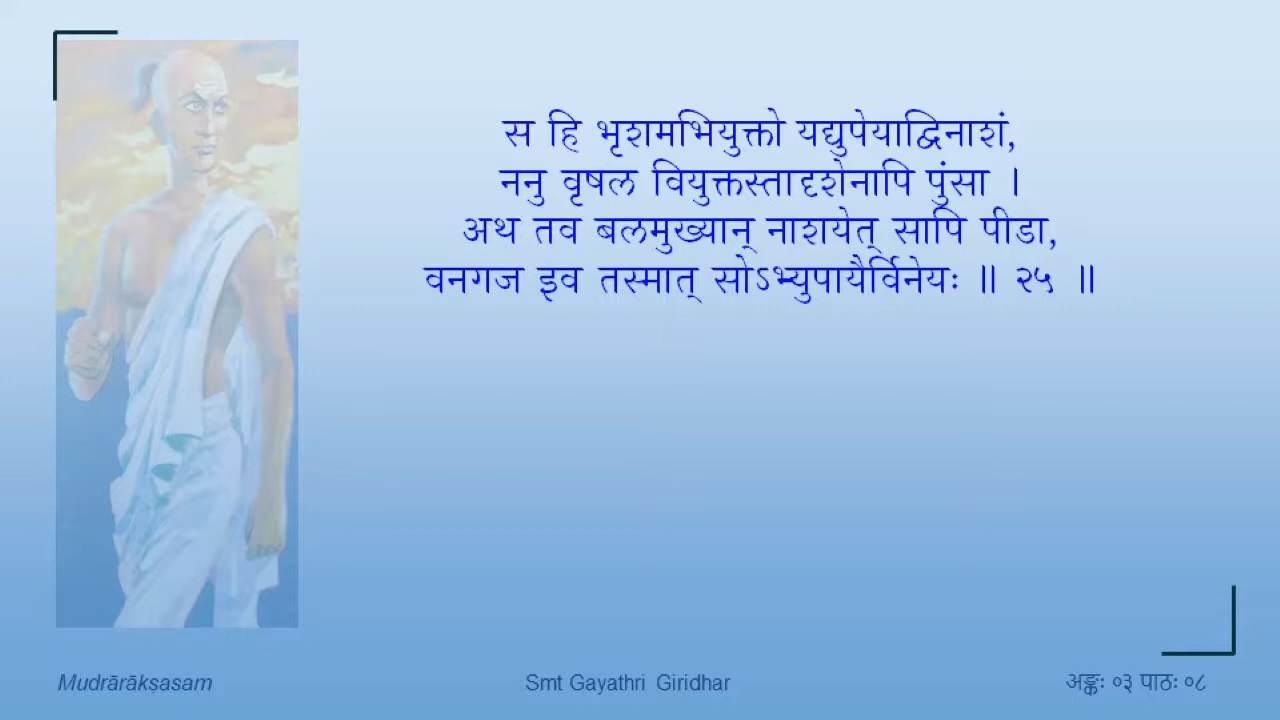 स हि भृशमभियुक्तो यद्युपेयाद्विनाशं,
ननु वृषल वियुक्तस्तादृशेनापि पुंसा ।
अथ तव बलमुख्यान् नाशयेत् सापि पीडा,
वनगज इव तस्मात् सोऽभ्युपायैर्विनेयः ॥ २५ ॥
Mudrārākṣasam
Smt Gayathri Giridhar
अङ्कः ०३ पाठः ०८